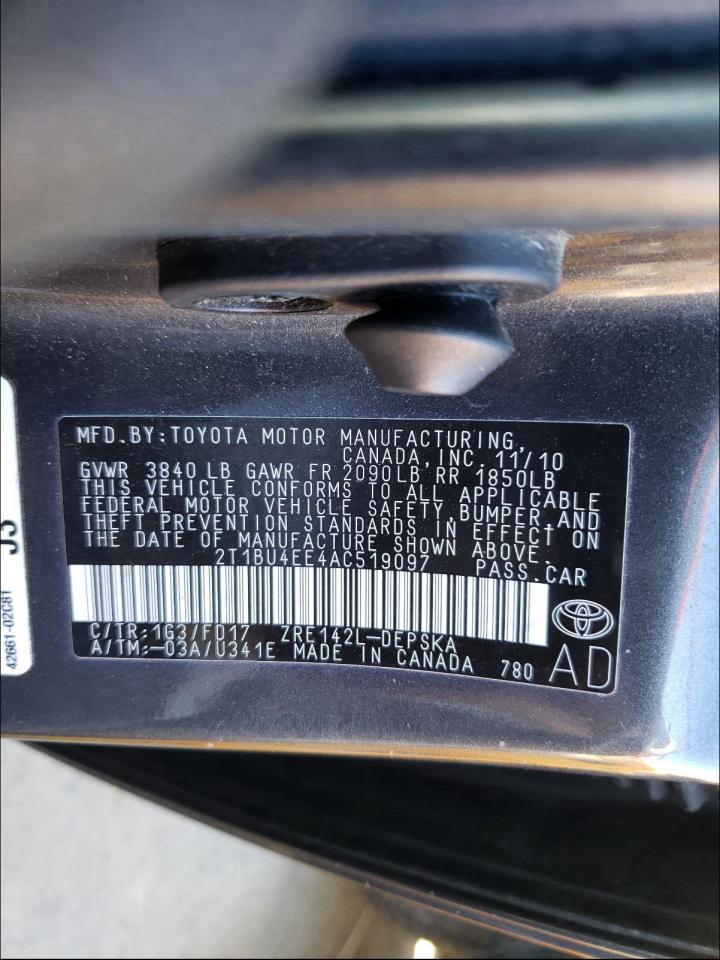 MFD.BY:TOYOTA MOTOR MANUFACTURING,
CANADA,INC. 11/10
GVWR 3840 LB GAWR FR 2090LB RR 1850LB
THIS VEHICLE CONFORMS TO ALL APPLICABLE
FEDERAL MOTOR VEHICLE SAFETY,BUMPER,AND
THEFT PREVENTION STANDARDS IN EFFECT ON
THE DATE OF MANUFACTURE SHOWN ABOVE.
2T1BU4EE4AC519097 PASS.CAR
C/TR:1G3/FD17 ZRE142L-DEPSKA
A/TM:-03A/U341E MADE IN CANADA 780
AD
42661-02C81